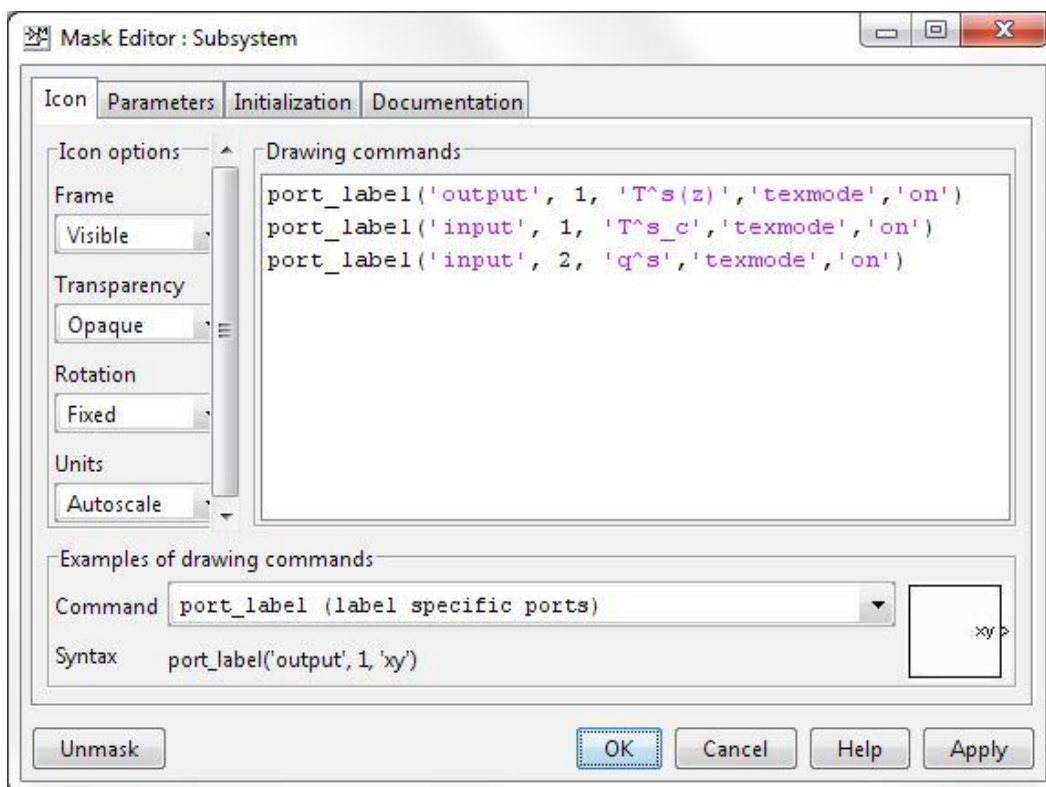 Mask Editor : Subsystem
Icon Parameters Initialization Documentation
Icon options
Frame
Visible
Transparency
Opaque
Rotation
Fixed
Units
Autoscale
Drawing commands
port_label('output', 1, 'T^s(z)','texmode','on')
port_label('input', 1, 'T^s_c','texmode','on')
port_label('input', 2, 'q^s','texmode','on')
Examples of drawing commands
Command port_label (label specific ports)
Syntax port_label('output', 1, 'xy')
xy
Unmask OK Cancel Help Apply